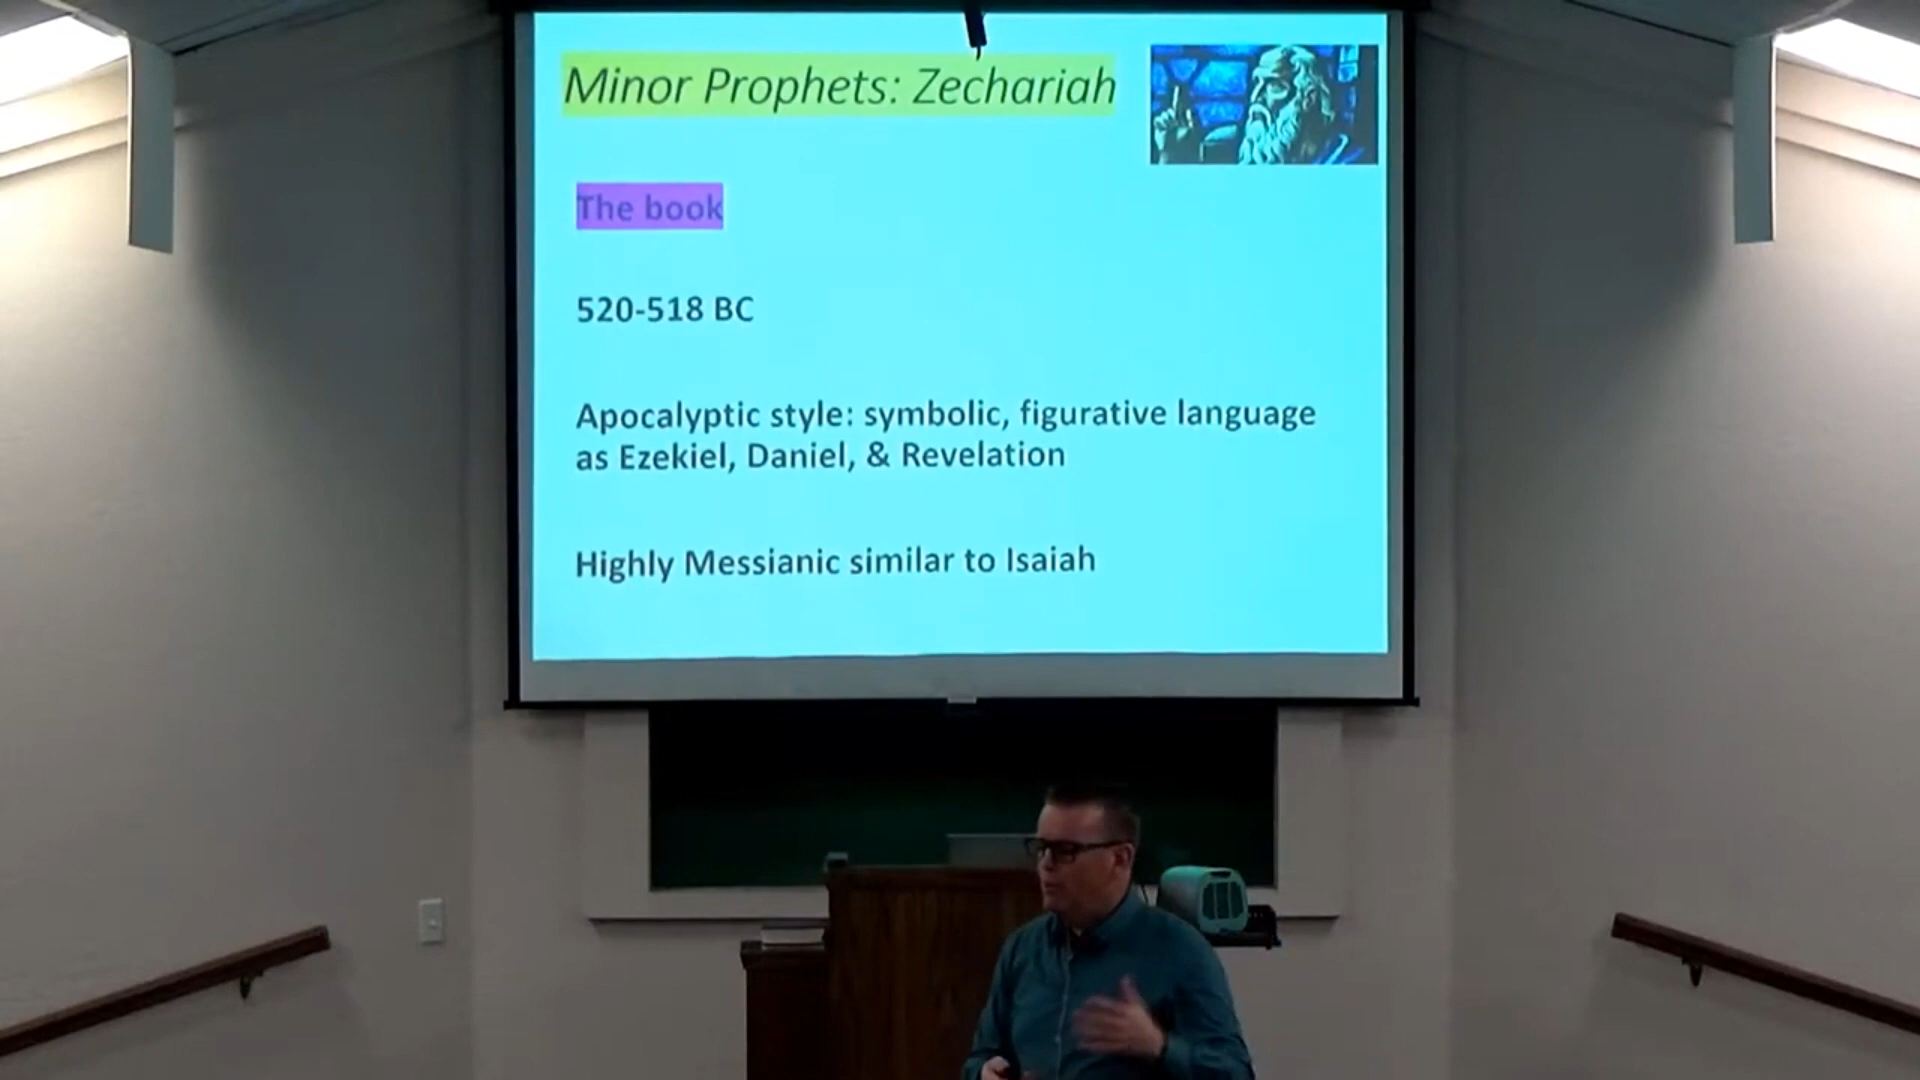 Minor Prophets: Zechariah
The book
520-518 BC
Apocalyptic style: symbolic, figurative language
as Ezekiel, Daniel, & Revelation
Highly Messianic similar to Isaiah